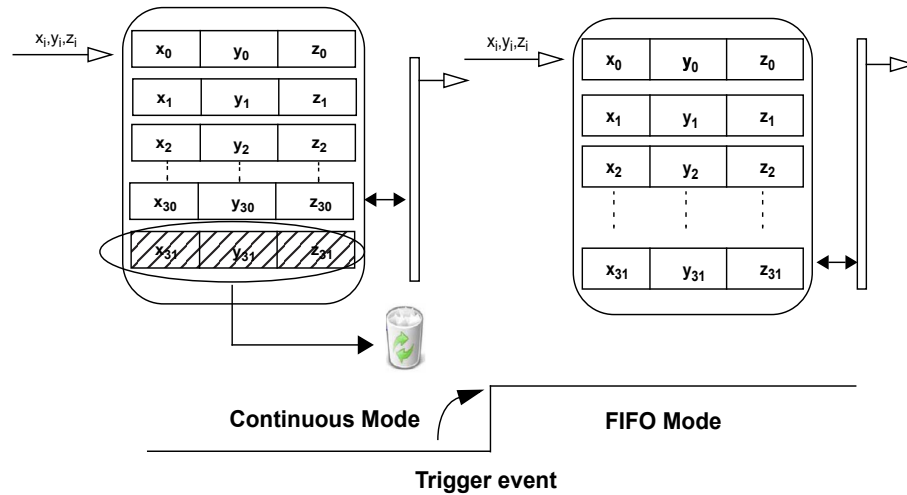 xi,yi,zi
x0 y0 z0
x1 y1 z1
x2 y2 z2
x30 y30 z30
x31 y31 z31
xi,yi,zi
x0 y0 z0
x1 y1 z1
x2 y2 z2
x31 y31 z31
Continuous Mode
FIFO Mode
Trigger event